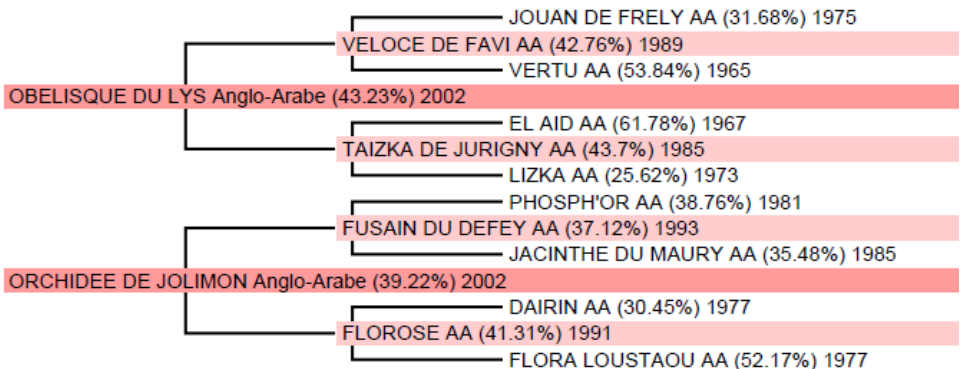 JOUAN DE FRELY AA (31.68%) 1975
VELOCE DE FAVI AA (42.76%) 1989
VERTU AA (53.84%) 1965
OBELISQUE DU LYS Anglo-Arabe (43.23%) 2002
EL AID AA (61.78%) 1967
TAIZKA DE JURIGNY AA (43.7%) 1985
LIZKA AA (25.62%) 1973
PHOSPH'OR AA (38.76%) 1981
FUSAIN DU DEFEY AA (37.12%) 1993
JACINTHE DU MAURY AA (35.48%) 1985
ORCHIDEE DE JOLIMON Anglo-Arabe (39.22%) 2002
DAIRIN AA (30.45%) 1977
FLOROSE AA (41.31%) 1991
FLORA LOUSTAOU AA (52.17%) 1977